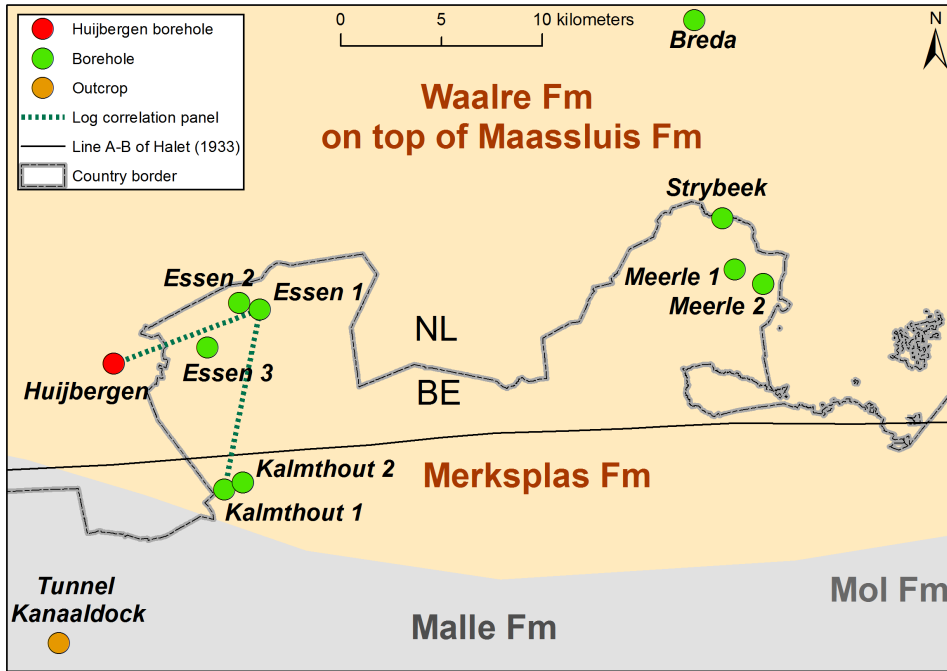 Huijbergen borehole
Borehole
Outcrop
Log correlation panel
Line A-B of Halet (1933)
Country border
0 5 10 kilometers
N
Breda
Waalre Fm
on top of Maassluis Fm
Strybeek
Essen 2
Essen 1
Meerle 1
Meerle 2
NL
Essen 3
Huijbergen
BE
Kalmthout 2
Merksplas Fm
Kalmthout 1
Tunnel
Kanaaldock
Mol Fm
Malle Fm